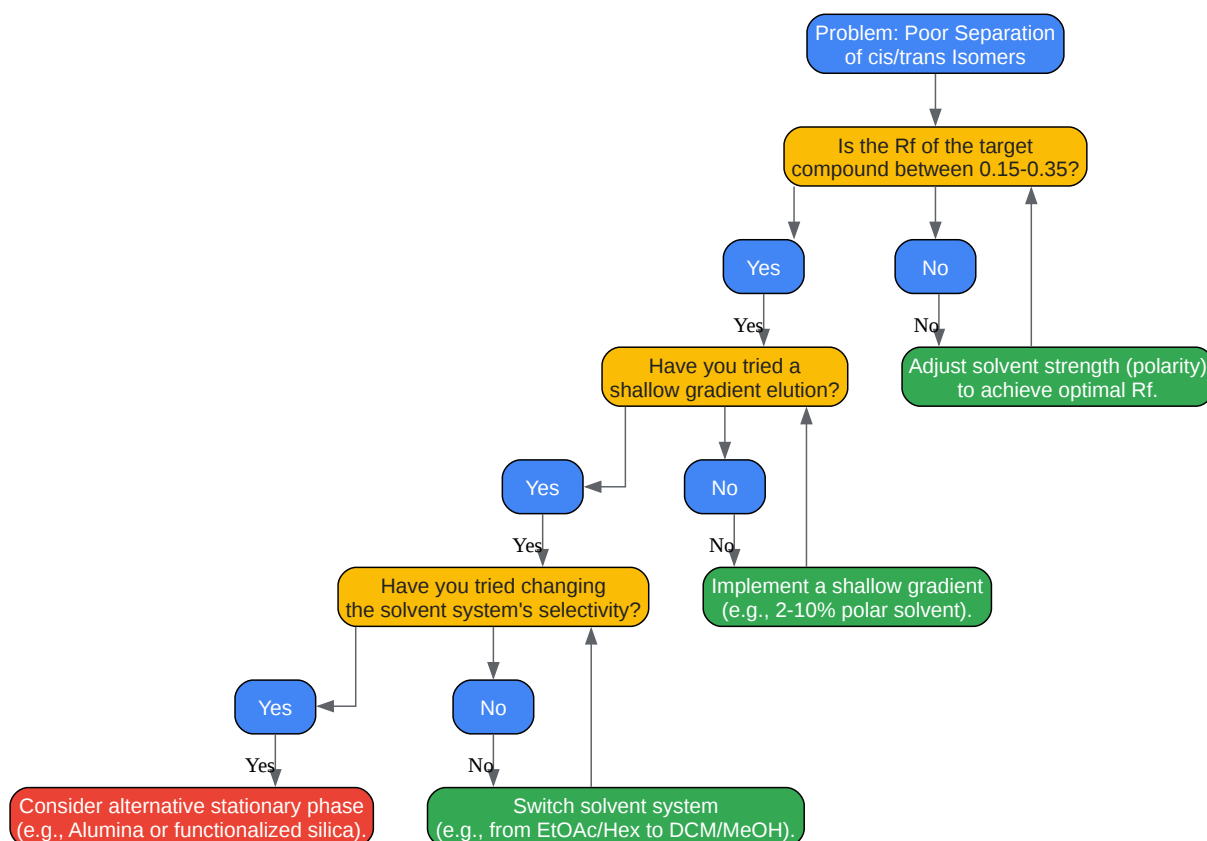 Problem: Poor Separation
of cis/trans Isomers
Is the Rf of the target
compound between 0.15-0.35?
Yes
No
Yes
No
Have you tried a
shallow gradient elution?
Adjust solvent strength (polarity)
to achieve optimal Rf.
Yes
No
Yes
No
Have you tried changing
the solvent system's selectivity?
Implement a shallow gradient
(e.g., 2-10% polar solvent).
Yes
No
Yes
No
Consider alternative stationary phase
(e.g., Alumina or functionalized silica).
Switch solvent system
(e.g., from EtOAc/Hex to DCM/MeOH).